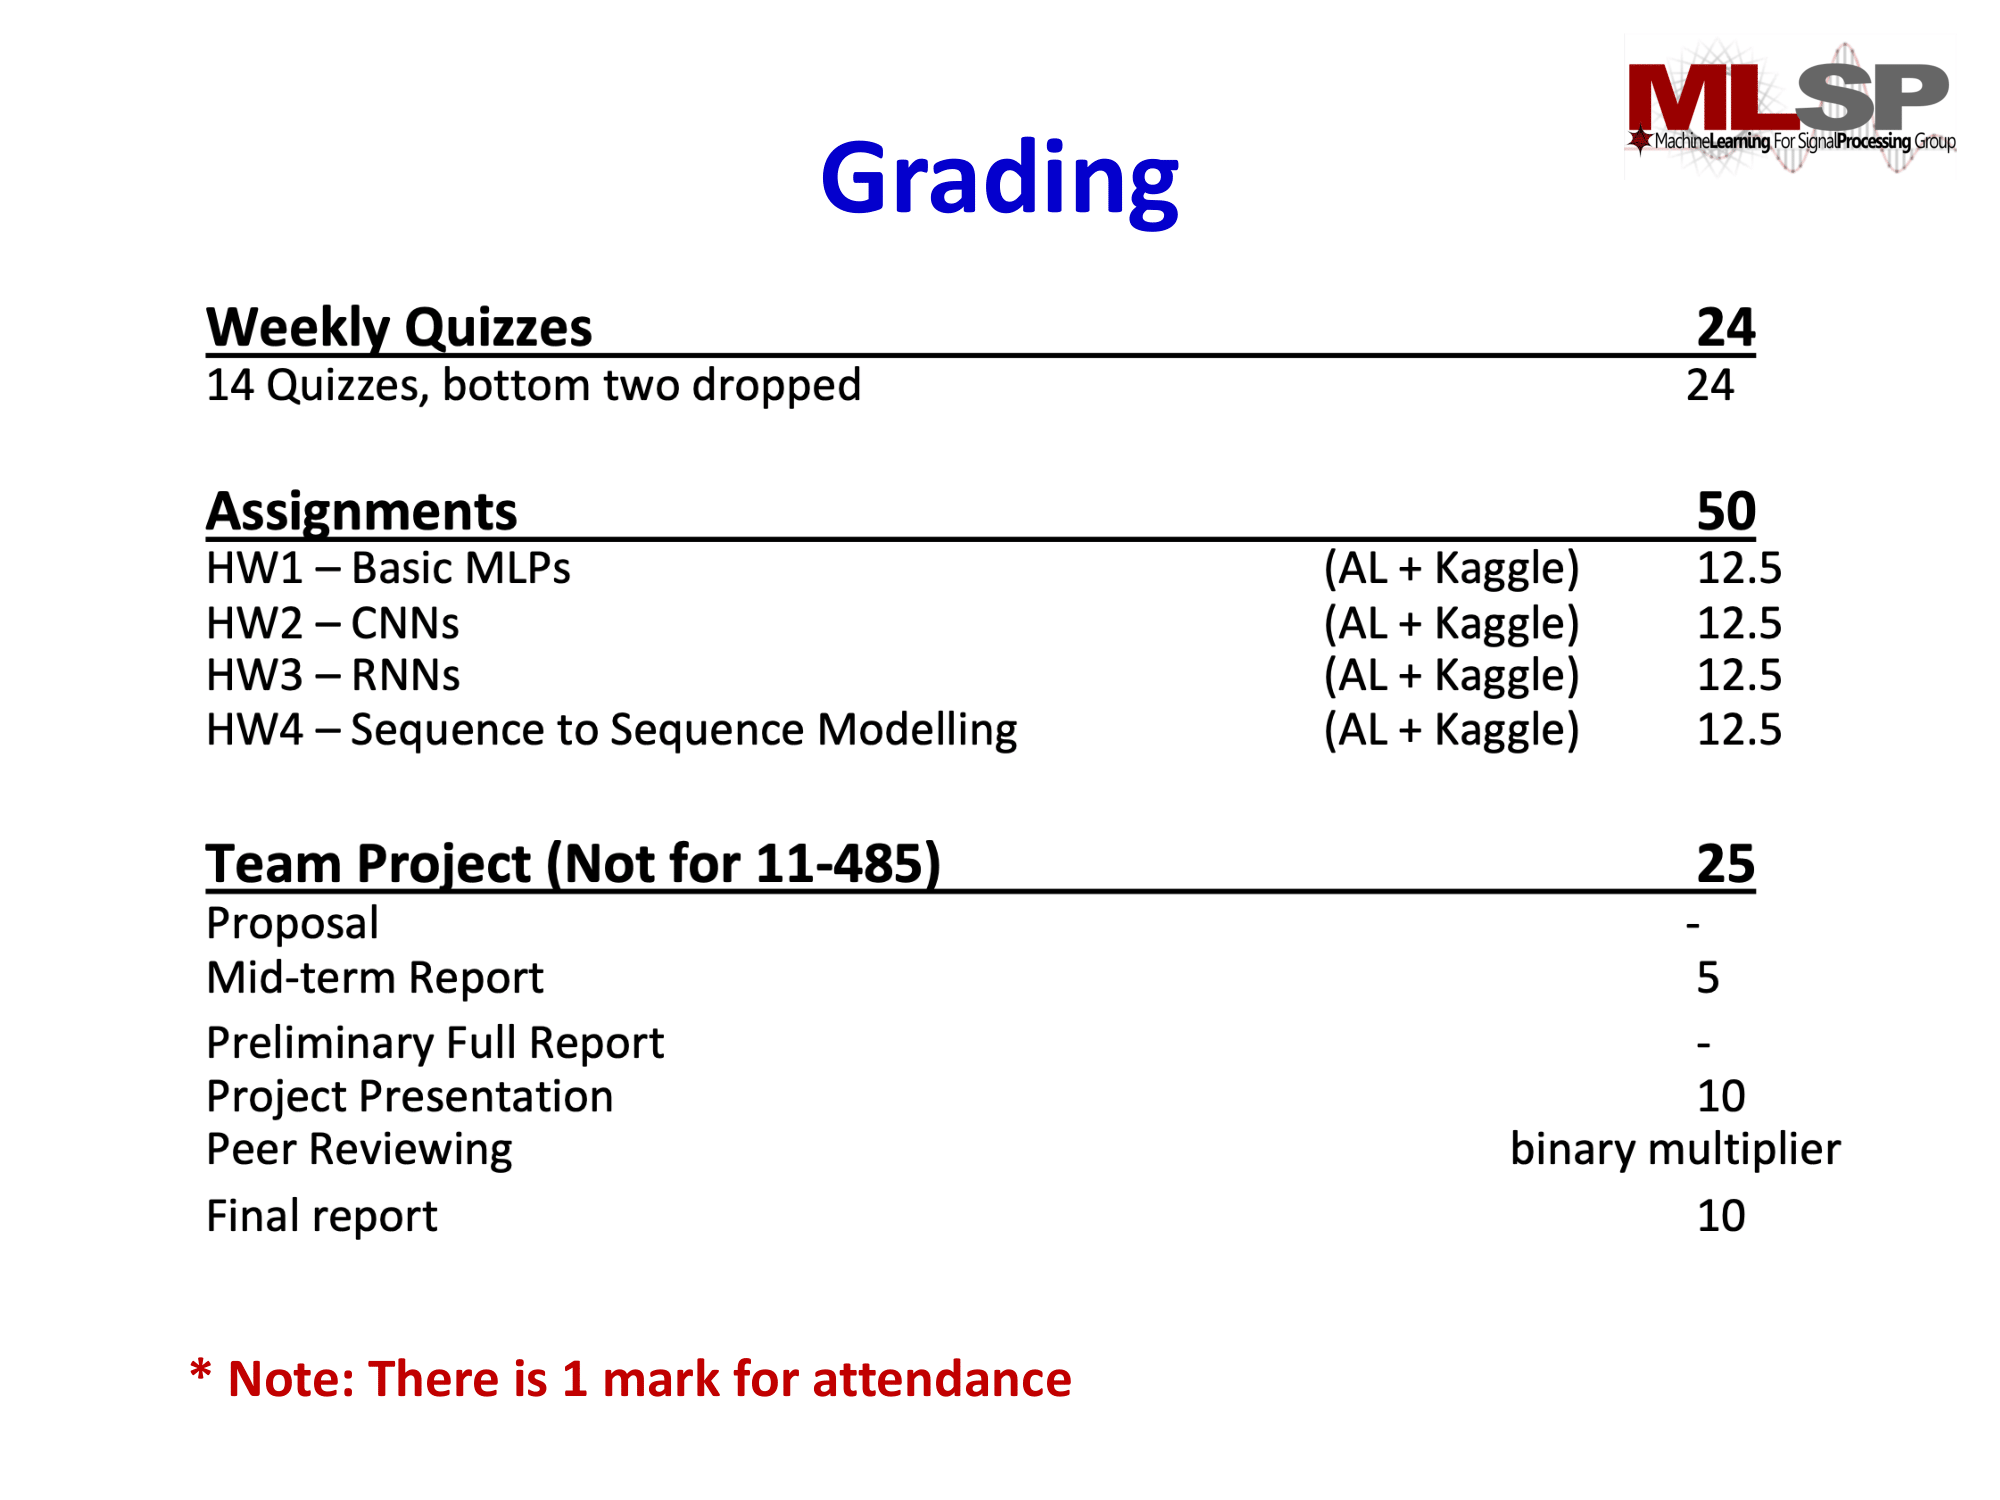 MLSP
MachineLearning For SignalProcessing Group
Grading
Weekly Quizzes 24
14 Quizzes, bottom two dropped 24
Assignments 50
HW1 – Basic MLPs (AL + Kaggle) 12.5
HW2 – CNNs (AL + Kaggle) 12.5
HW3 – RNNs (AL + Kaggle) 12.5
HW4 – Sequence to Sequence Modelling (AL + Kaggle) 12.5
Team Project (Not for 11-485) 25
Proposal -
Mid-term Report 5
Preliminary Full Report -
Project Presentation 10
Peer Reviewing binary multiplier
Final report 10
* Note: There is 1 mark for attendance